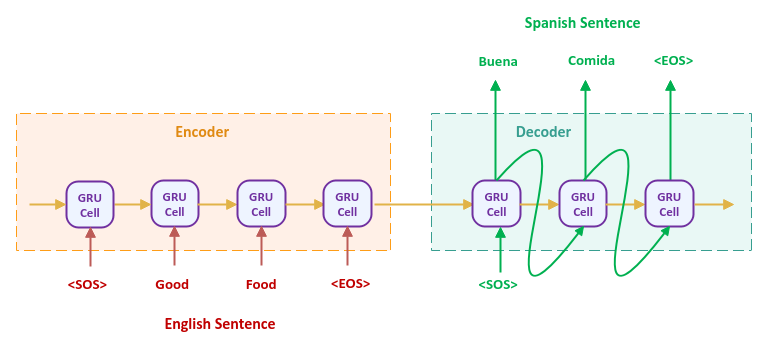 Spanish Sentence
Buena
Comida
<EOS>
Encoder
Decoder
GRU
Cell
GRU
Cell
GRU
Cell
GRU
Cell
GRU
Cell
GRU
Cell
GRU
Cell
<SOS>
Good
Food
<EOS>
<SOS>
English Sentence